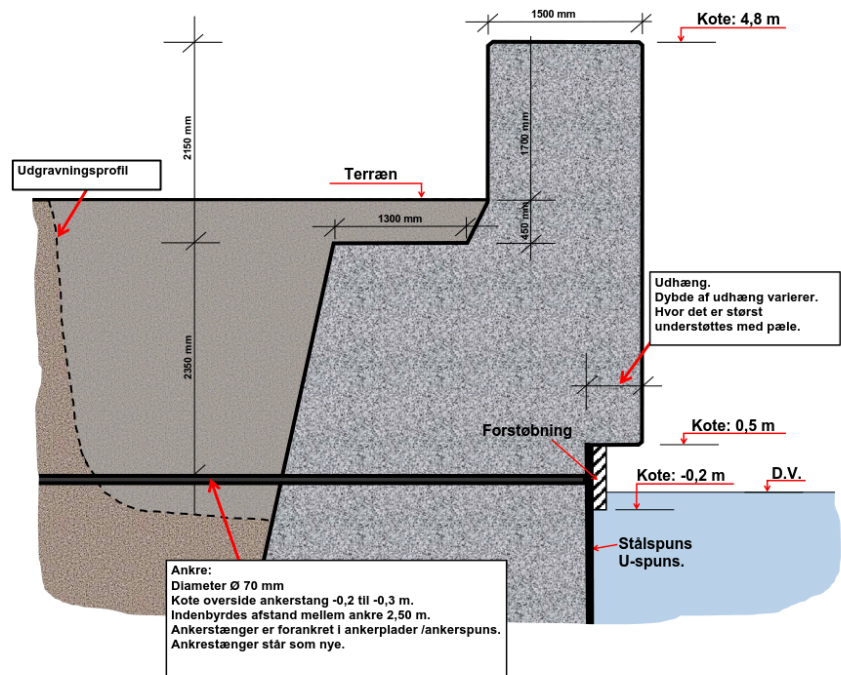 1500 mm
Kote: 4,8 m
2150 mm
1700 mm
Udgravningsprofil
Terræn
1300 mm
450 mm
Udhæng.
Dybde af udhæng varierer.
Hvor det er størst
understøttes med pæle.
2350 mm
Forstøbning
Kote: 0,5 m
Kote: -0,2 m
D.V.
Stålspuns
U-spuns.
Ankre:
Diameter Ø 70 mm
Kote overside ankerstang -0,2 til -0,3 m.
Indenbyrdes afstand mellem ankre 2,50 m.
Ankerstænger er forankret i ankerplader /ankerspuns.
Ankrestænger står som nye.